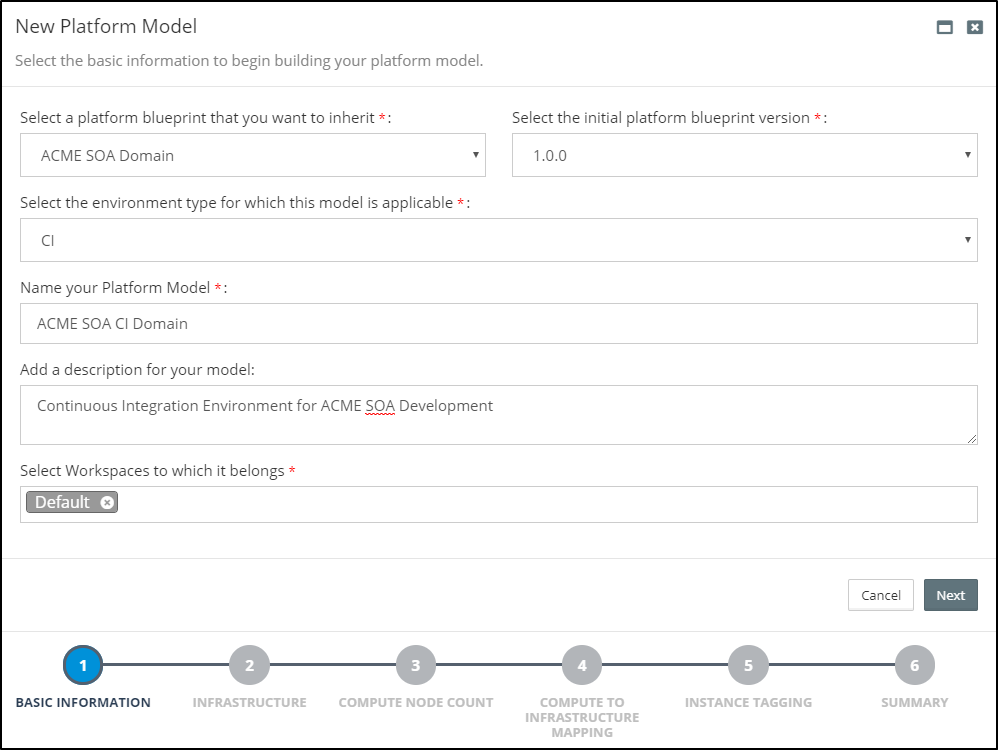 New Platform Model
Select the basic information to begin building your platform model.
Select a platform blueprint that you want to inherit *:
Select the initial platform blueprint version *:
ACME SOA Domain
1.0.0
Select the environment type for which this model is applicable *:
CI
Name your Platform Model *:
ACME SOA CI Domain
Add a description for your model:
Continuous Integration Environment for ACME SOA Development
Select Workspaces to which it belongs *
Default
Cancel
Next
1
2
3
4
5
6
BASIC INFORMATION
INFRASTRUCTURE
COMPUTE NODE COUNT
COMPUTE TO
INFRASTRUCTURE
MAPPING
INSTANCE TAGGING
SUMMARY